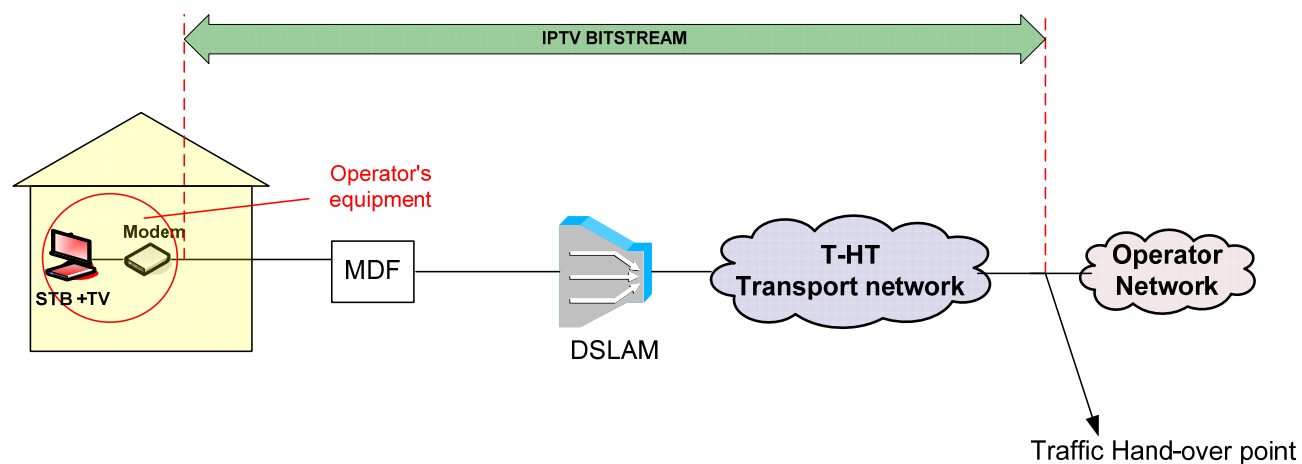 IPTV BITSTREAM
Operator's
equipment
Modem
STB +TV
MDF
DSLAM
T-HT
Transport network
Operator
Network
Traffic Hand-over point